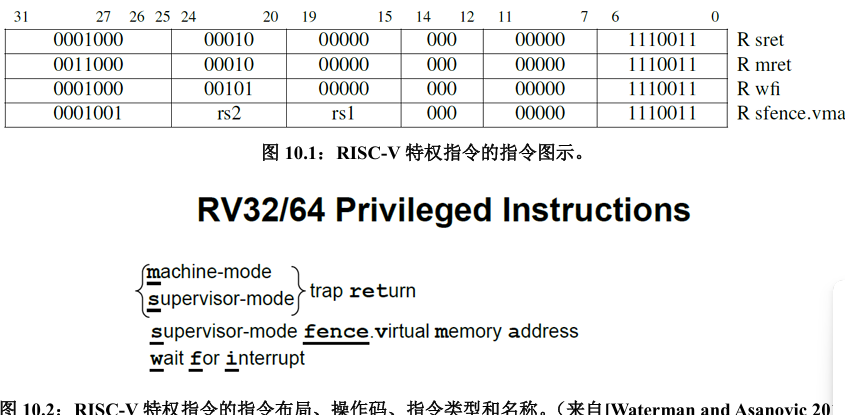 31 27 26 25 24 20 19 15 14 12 11 7 6 0
0001000 00010 00000 000 00000 1110011 R sret
0011000 00010 00000 000 00000 1110011 R mret
0001000 00101 00000 000 00000 1110011 R wfi
0001001 rs2 rs1 000 00000 1110011 R sfence.vma
图 10.1：RISC-V 特权指令的指令图示。
RV32/64 Privileged Instructions
machine-mode
supervisor-mode
trap return
supervisor-mode fence.virtual memory address
wait for interrupt
图 10.2：RISC-V 特权指令的指令布局、操作码、指令类型和名称。（来自[Waterman and Asanovic 20